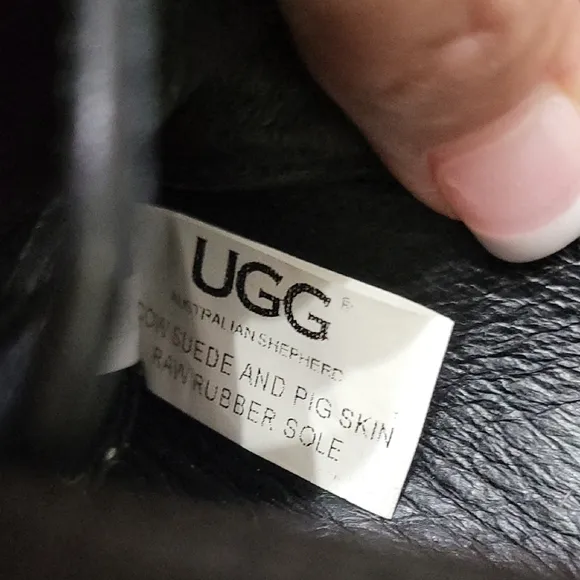 UGG ®
AUSTRALIAN SHEPHERD
COW SUEDE AND PIG SKIN
RAW RUBBER SOLE